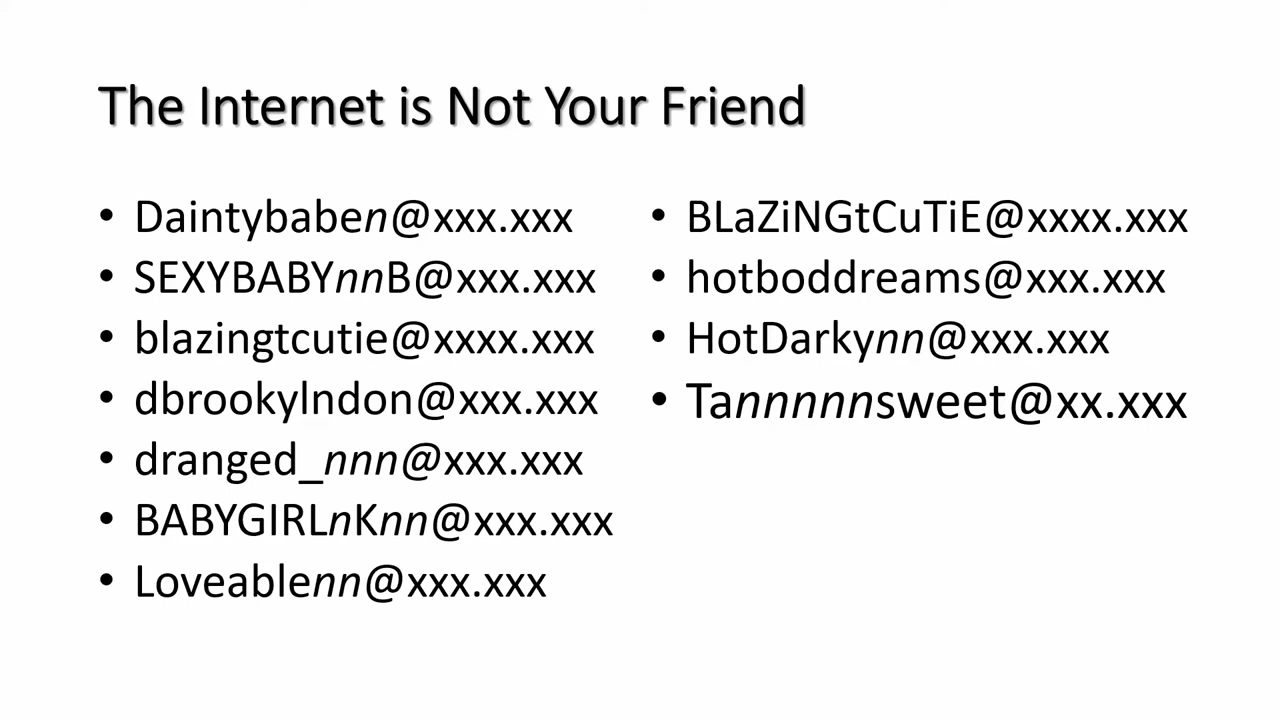 The Internet is Not Your Friend
• Daintybaben@xxx.xxx
• SEXYBABYnnB@xxx.xxx
• blazingtcutie@xxxx.xxx
• dbrookylndon@xxx.xxx
• dranged_nnn@xxx.xxx
• BABYGIRLnKnn@xxx.xxx
• Loveablenn@xxx.xxx
• BLaZiNGtCuTiE@xxxx.xxx
• hotboddreams@xxx.xxx
• HotDarkynn@xxx.xxx
• Tannnnnsweet@xx.xxx